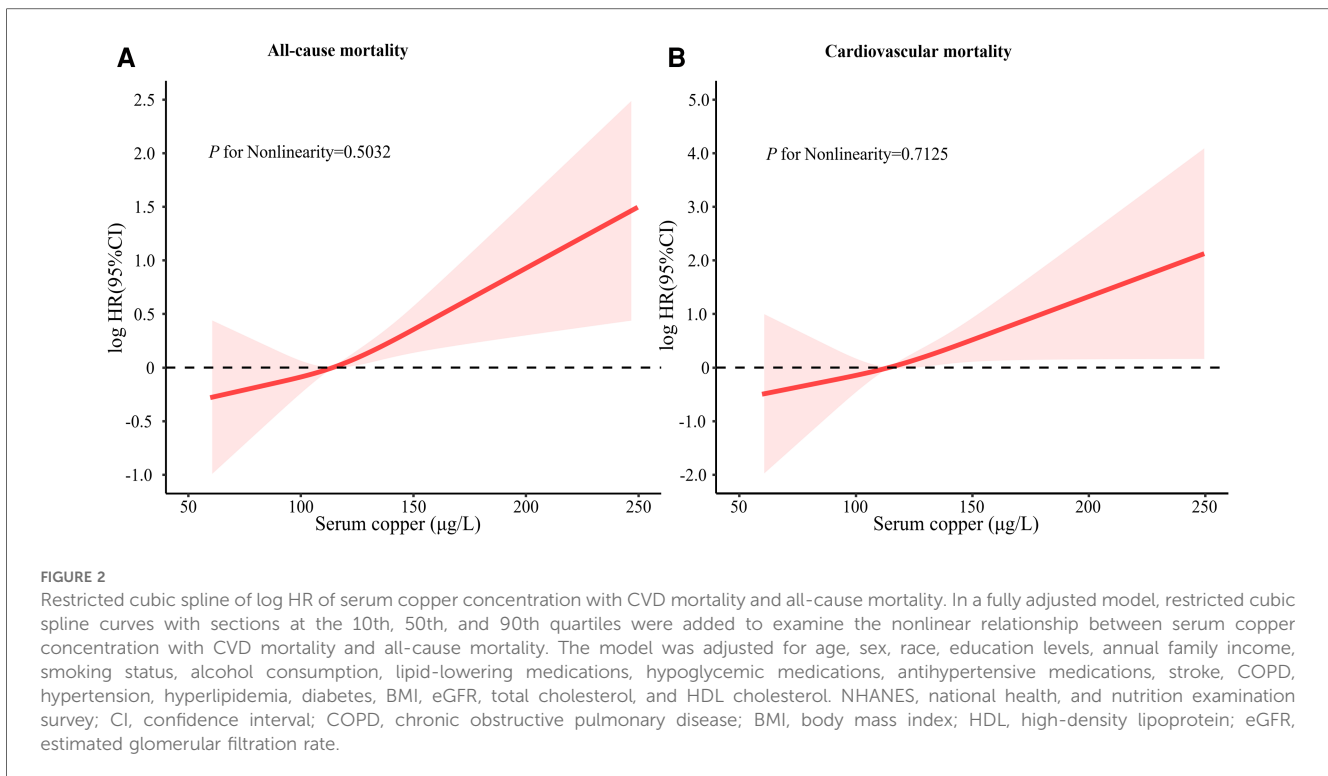 A
All-cause mortality
2.5
2.0
1.5
1.0
0.5
0
-0.5
-1.0
log HR(95%CI)
P for Nonlinearity=0.5032
50
100
150
200
250
Serum copper (μg/L)
B
Cardiovascular mortality
5.0
4.0
3.0
2.0
1.0
0
-1.0
-2.0
log HR(95%CI)
P for Nonlinearity=0.7125
50
100
150
200
250
Serum copper (μg/L)
FIGURE 2
Restricted cubic spline of log HR of serum copper concentration with CVD mortality and all-cause mortality. In a fully adjusted model, restricted cubic
spline curves with sections at the 10th, 50th, and 90th quartiles were added to examine the nonlinear relationship between serum copper
concentration with CVD mortality and all-cause mortality. The model was adjusted for age, sex, race, education levels, annual family income,
smoking status, alcohol consumption, lipid-lowering medications, hypoglycemic medications, antihypertensive medications, stroke, COPD,
hypertension, hyperlipidemia, diabetes, BMI, eGFR, total cholesterol, and HDL cholesterol. NHANES, national health, and nutrition examination
survey; CI, confidence interval; COPD, chronic obstructive pulmonary disease; BMI, body mass index; HDL, high-density lipoprotein; eGFR,
estimated glomerular filtration rate.